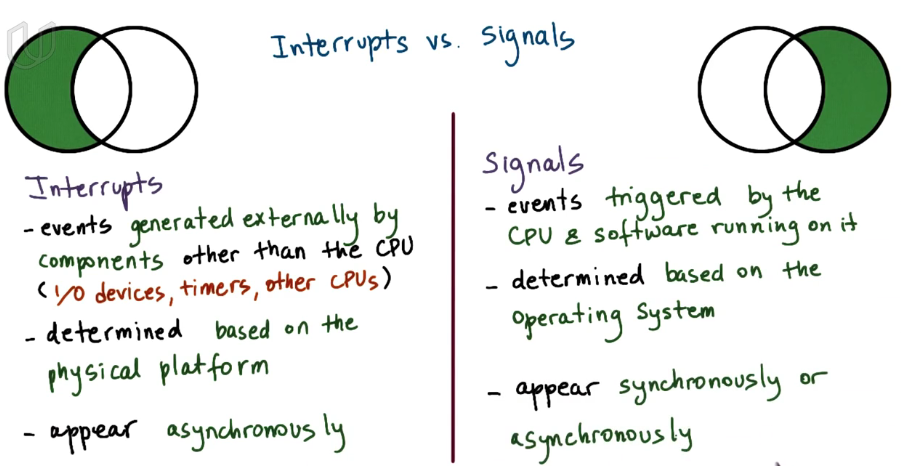 Interrupts vs. Signals
Interrupts
- events generated externally by
components other than the CPU
(I/O devices, timers, other CPUs)
- determined based on the
physical platform
- appear asynchronously
Signals
- events triggered by the
CPU & software running on it
- determined based on the
Operating System
- appear synchronously or
asynchronously